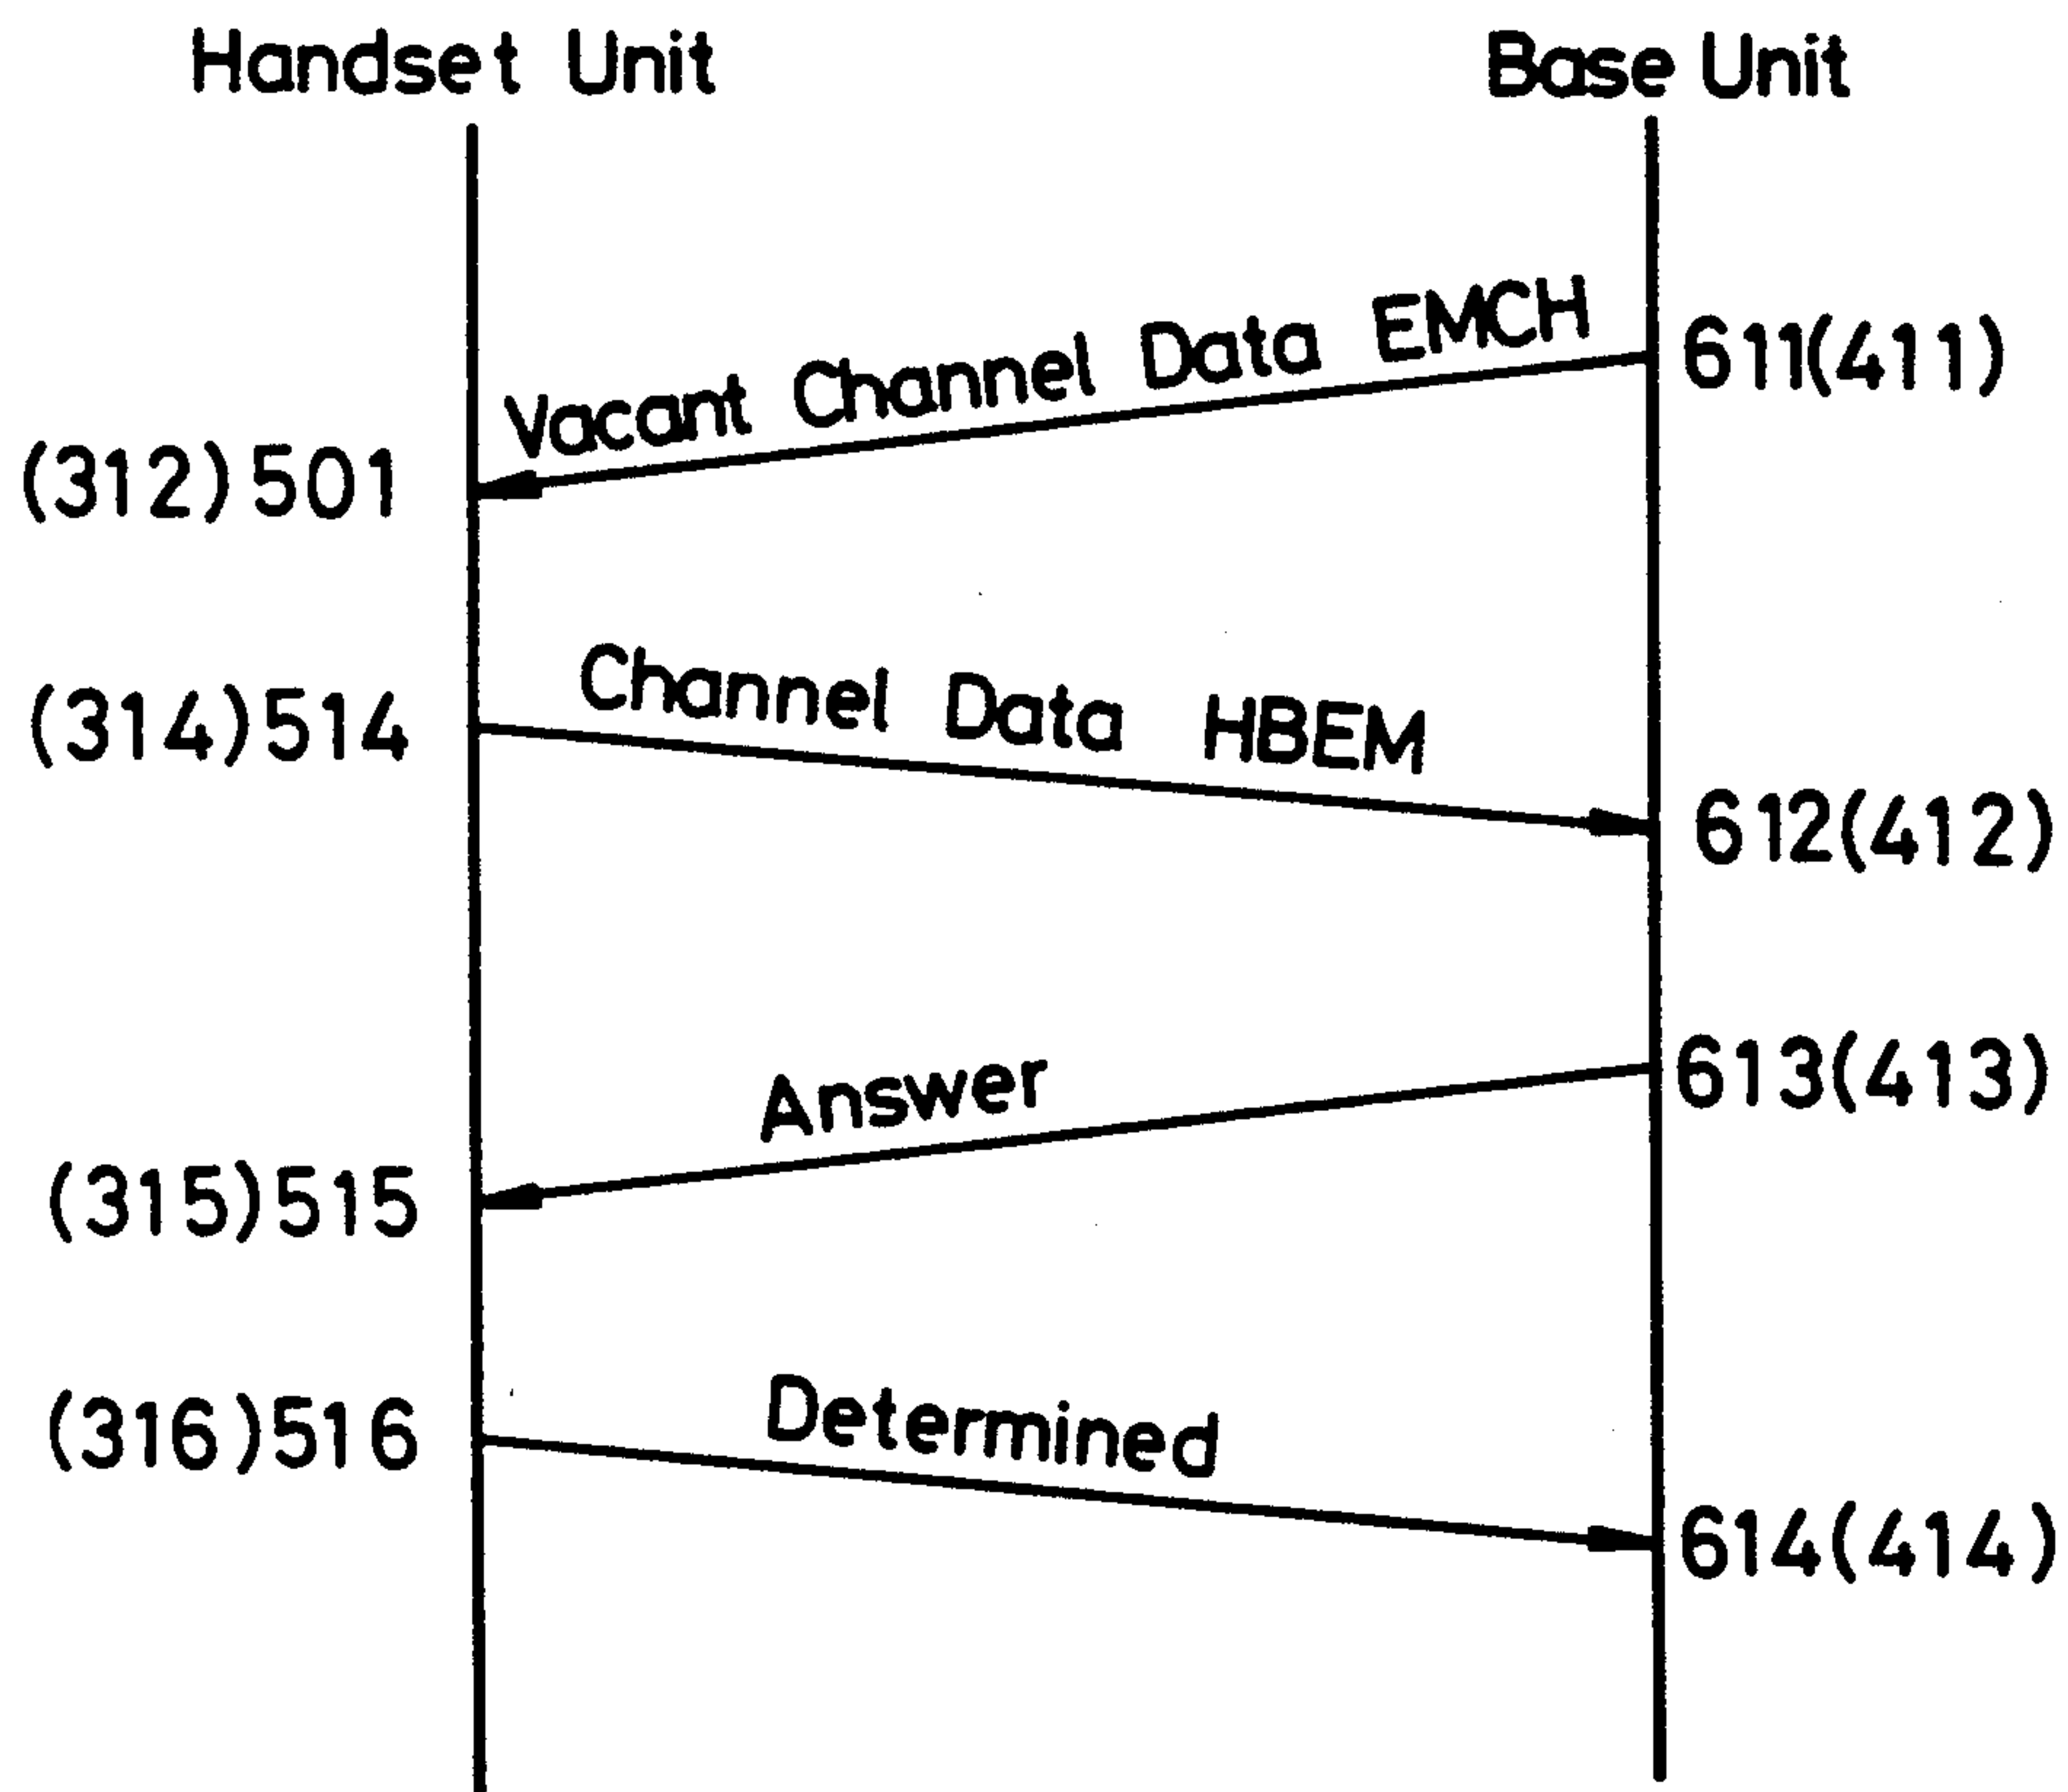 Handset Unit
Base Unit
Vacant Channel Data EMCH
611(411)
(312)501
Channel Data HBEM
(314)514
612(412)
Answer
613(413)
(315)515
Determined
(316)516
614(414)